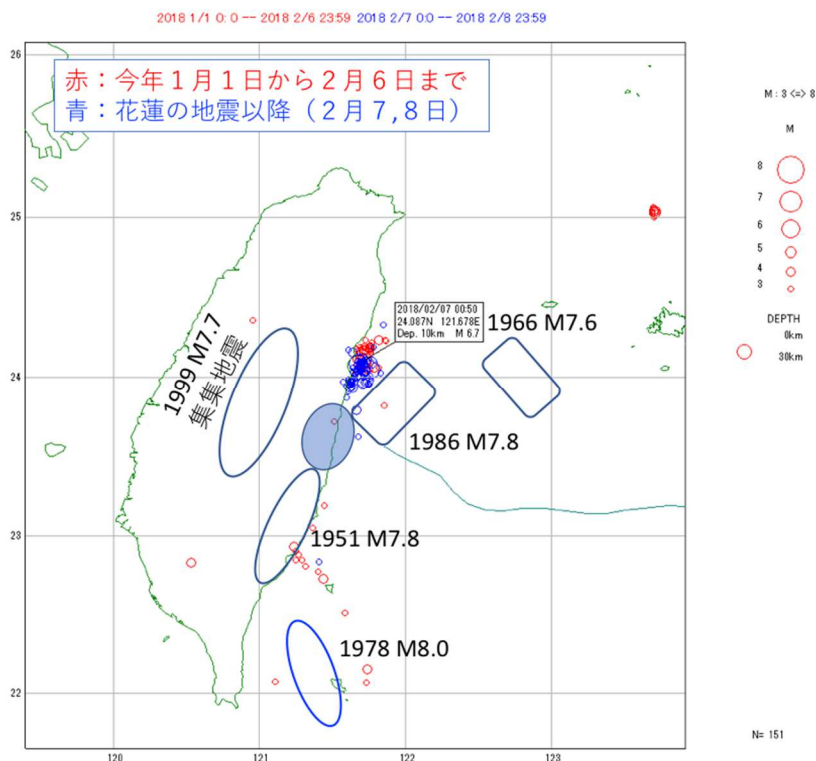 2018 1/1 0: 0 -- 2018 2/6 23:59 2018 2/7 0:0 -- 2018 2/8 23:59
赤：今年１月１日から２月６日まで
青：花蓮の地震以降（２月７,８日）
M : 3 <=> 8
M
8
7
6
5
4
3
DEPTH
0km
30km
N= 151
26
25
24
23
22
120
121
122
123
2018/02/07 00:50
24.087N 121.678E
Dep. 10km M 6.7
1966 M7.6
1999 M7.7
集集地震
1986 M7.8
1951 M7.8
1978 M8.0